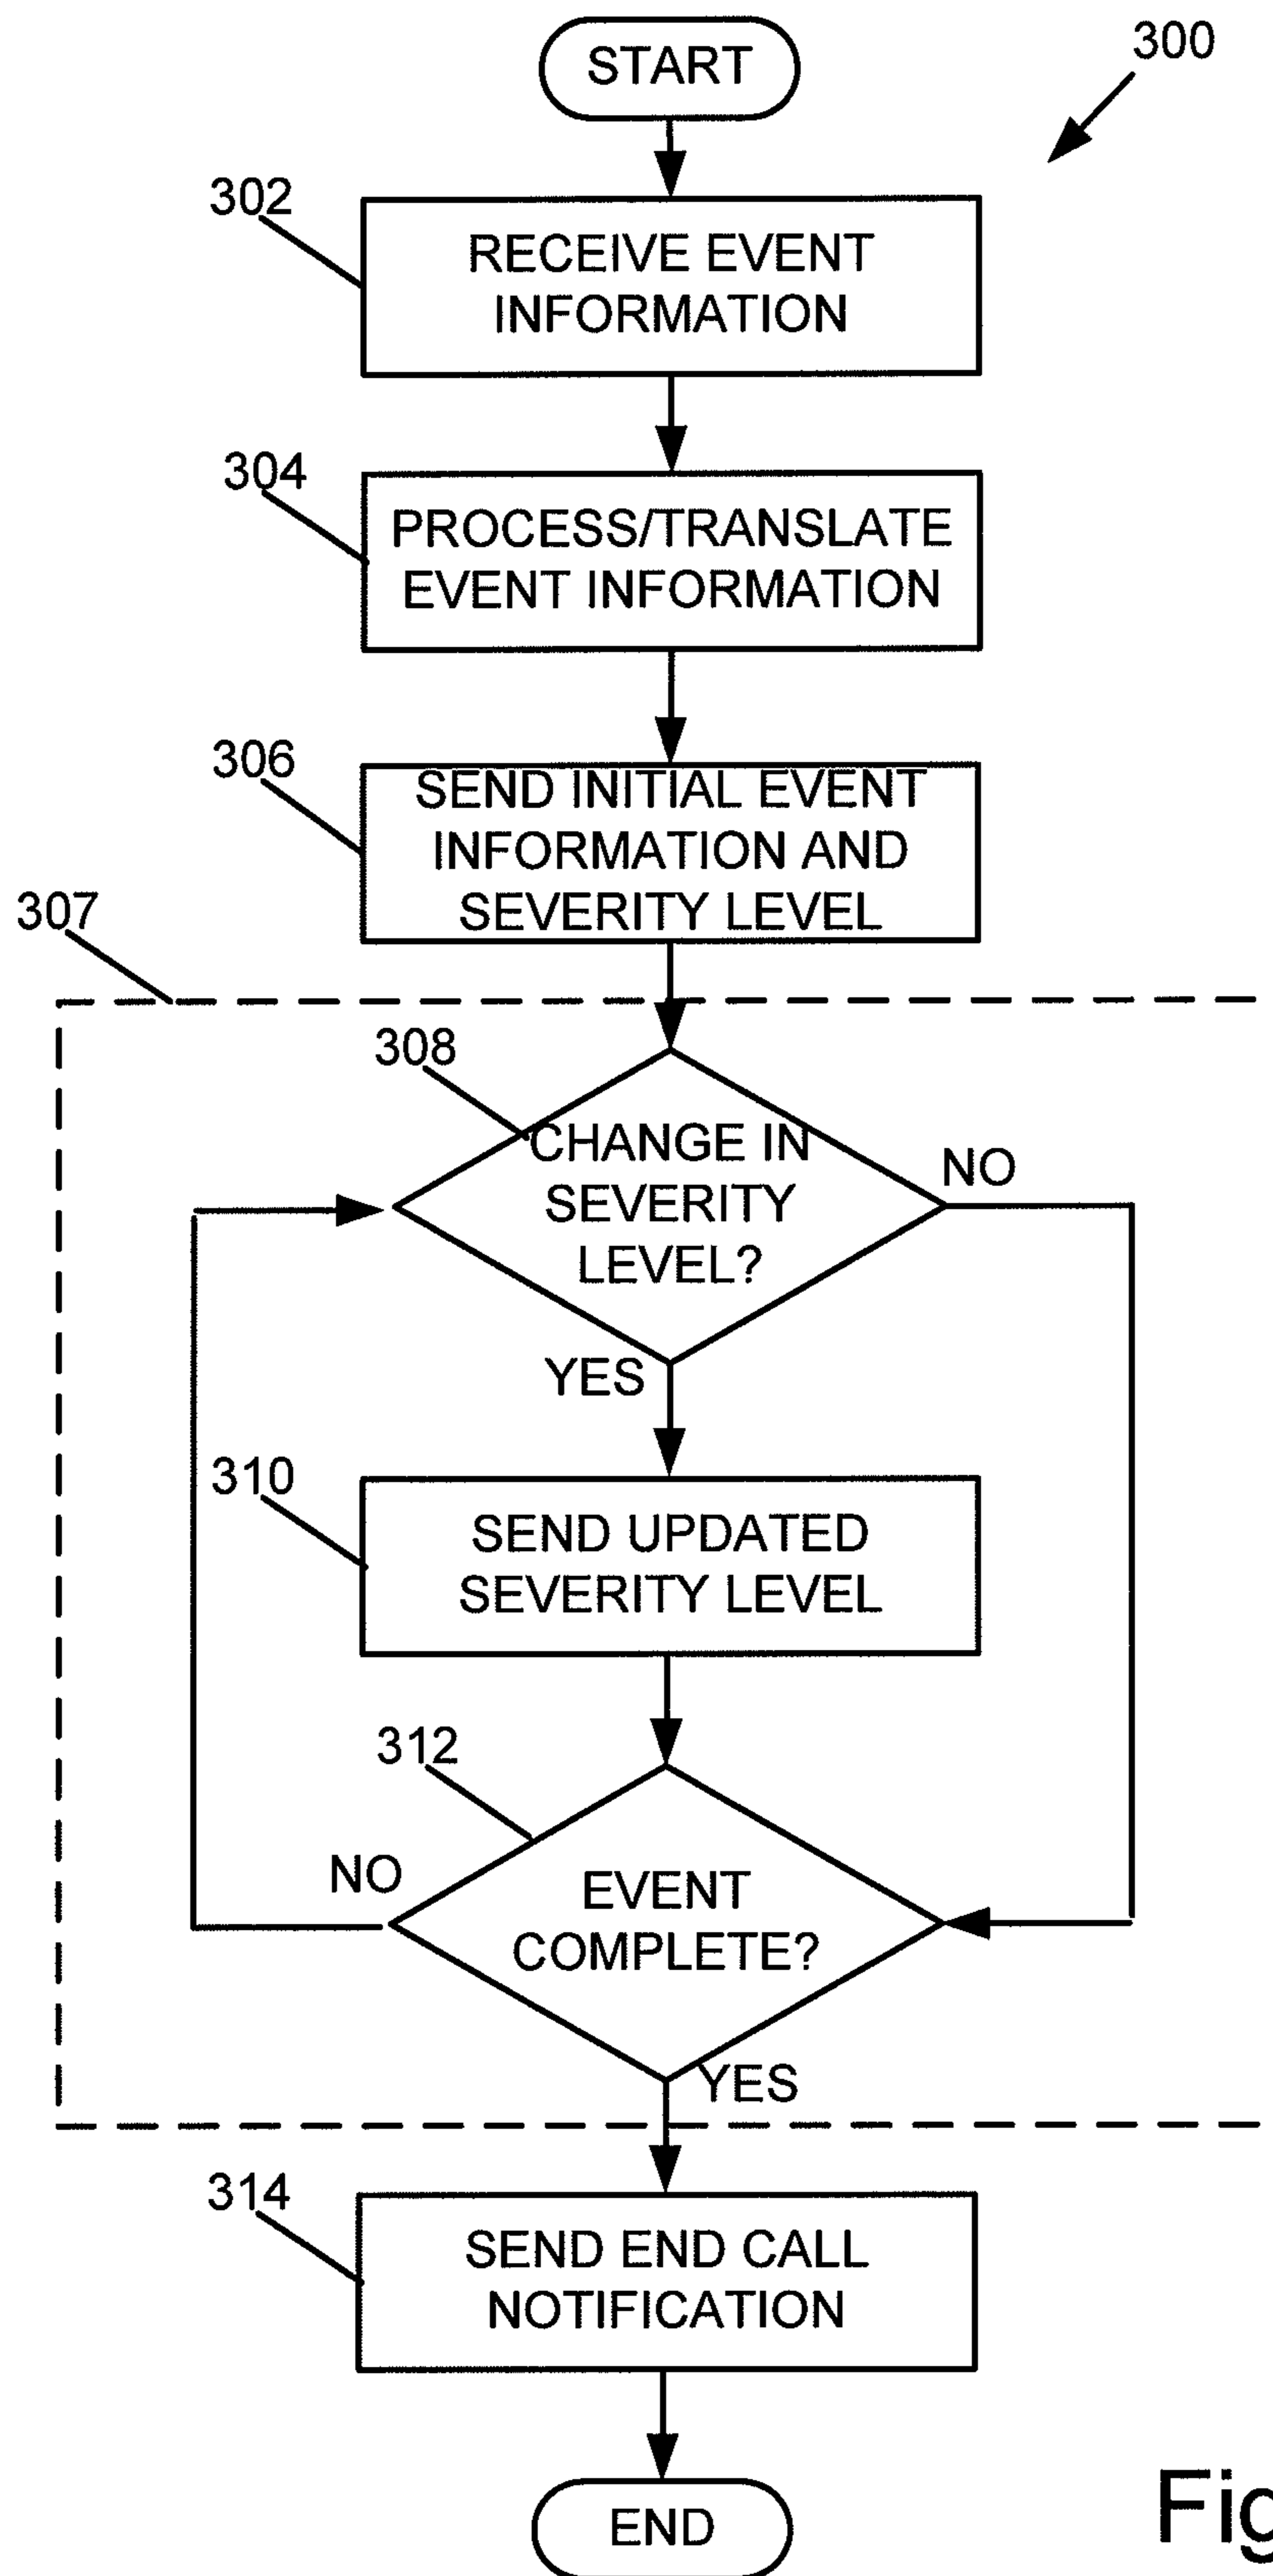 START
300
302
RECEIVE EVENT
INFORMATION
304
PROCESS/TRANSLATE
EVENT INFORMATION
306
SEND INITIAL EVENT
INFORMATION AND
SEVERITY LEVEL
307
308
CHANGE IN
SEVERITY
LEVEL?
NO
YES
310
SEND UPDATED
SEVERITY LEVEL
312
NO
EVENT
COMPLETE?
YES
314
SEND END CALL
NOTIFICATION
END
Fig